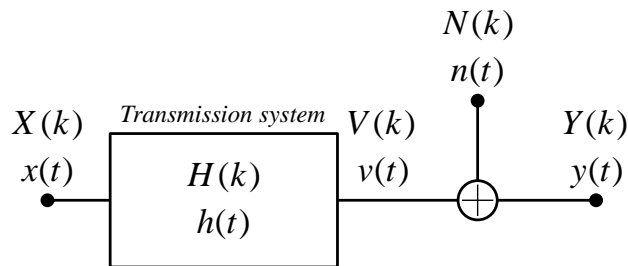 N(k)
n(t)
Transmission system
X(k)
x(t)
H(k)
h(t)
V(k)
v(t)
Y(k)
y(t)